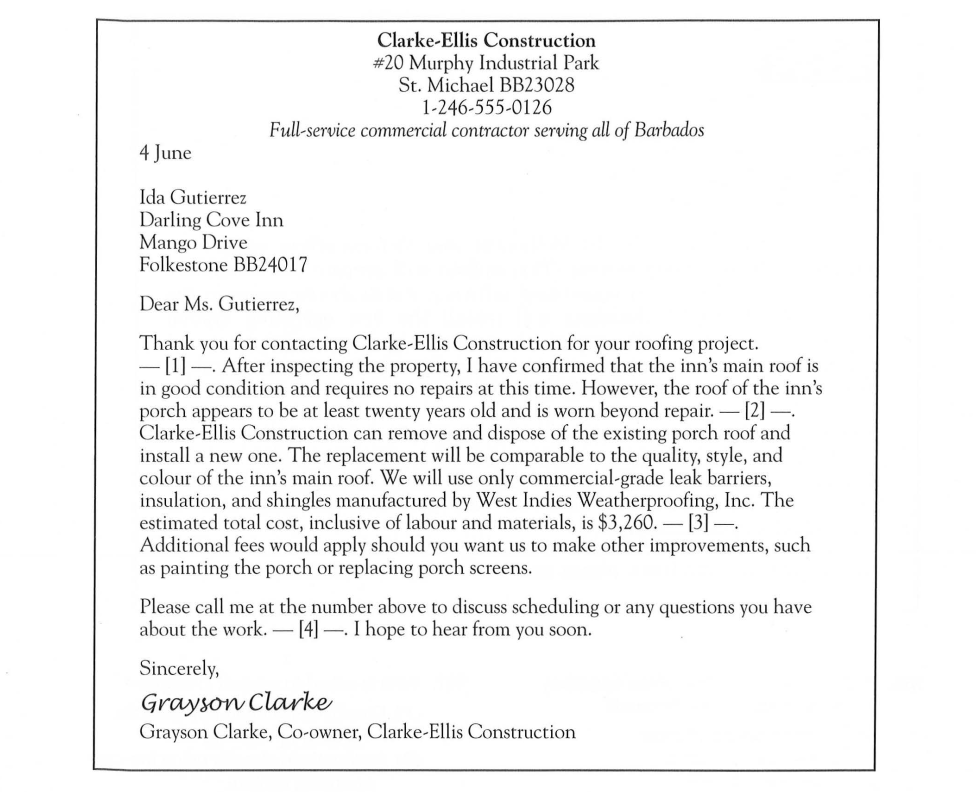 Clarke-Ellis Construction
#20 Murphy Industrial Park
St. Michael BB23028
1-246-555-0126
Full-service commercial contractor serving all of Barbados
4 June
Ida Gutierrez
Darling Cove Inn
Mango Drive
Folkestone BB24017
Dear Ms. Gutierrez,
Thank you for contacting Clarke-Ellis Construction for your roofing project.
— [1] —. After inspecting the property, I have confirmed that the inn's main roof is
in good condition and requires no repairs at this time. However, the roof of the inn's
porch appears to be at least twenty years old and is worn beyond repair. — [2] —.
Clarke-Ellis Construction can remove and dispose of the existing porch roof and
install a new one. The replacement will be comparable to the quality, style, and
colour of the inn's main roof. We will use only commercial-grade leak barriers,
insulation, and shingles manufactured by West Indies Weatherproofing, Inc. The
estimated total cost, inclusive of labour and materials, is $3,260. — [3] —.
Additional fees would apply should you want us to make other improvements, such
as painting the porch or replacing porch screens.
Please call me at the number above to discuss scheduling or any questions you have
about the work. — [4] —. I hope to hear from you soon.
Sincerely,
Grayson Clarke
Grayson Clarke, Co-owner, Clarke-Ellis Construction